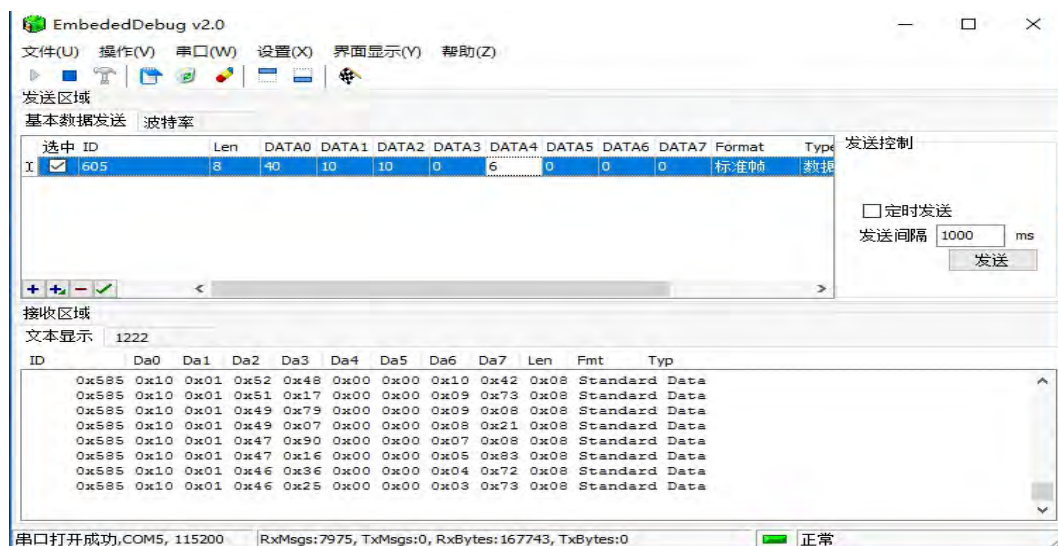 EmbededDebug v2.0
文件(U) 操作(V) 串口(W) 设置(X) 界面显示(Y) 帮助(Z)
发送区域
基本数据发送 波特率
选中 ID Len DATA0 DATA1 DATA2 DATA3 DATA4 DATA5 DATA6 DATA7 Format Type
605 8 40 10 10 0 6 0 0 0 标准帧 数据
发送控制
定时发送
发送间隔 1000 ms
发送
接收区域
文本显示 1222
ID Da0 Da1 Da2 Da3 Da4 Da5 Da6 Da7 Len Fmt Typ
0x585 0x10 0x01 0x52 0x48 0x00 0x00 0x10 0x42 0x08 Standard Data
0x585 0x10 0x01 0x51 0x17 0x00 0x00 0x09 0x73 0x08 Standard Data
0x585 0x10 0x01 0x49 0x79 0x00 0x00 0x09 0x08 0x08 Standard Data
0x585 0x10 0x01 0x49 0x07 0x00 0x00 0x08 0x21 0x08 Standard Data
0x585 0x10 0x01 0x47 0x90 0x00 0x00 0x07 0x08 0x08 Standard Data
0x585 0x10 0x01 0x47 0x16 0x00 0x00 0x05 0x83 0x08 Standard Data
0x585 0x10 0x01 0x46 0x36 0x00 0x00 0x04 0x72 0x08 Standard Data
0x585 0x10 0x01 0x46 0x25 0x00 0x00 0x03 0x73 0x08 Standard Data
串口打开成功,COM5, 115200 RxMsgs:7975, TxMsgs:0, RxBytes:167743, TxBytes:0 正常